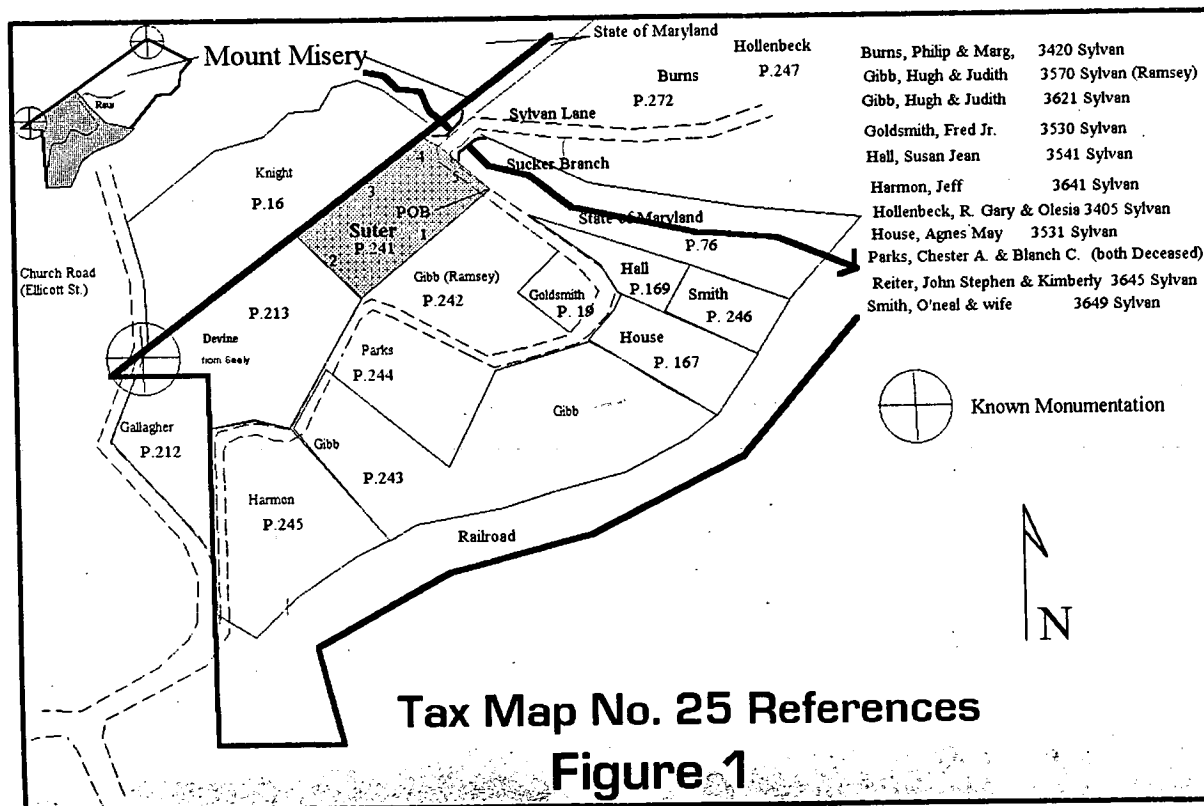 State of Maryland
Hollenbeck
P.247
Mount Misery
Burns
P.272
Sylvan Lane
Sucker Branch
Knight
P.16
4
5
3
POB
Suter
P.241
1
2
State of Maryland
P.76
Church Road
(Ellicott St.)
Gibb (Ramsey)
P.242
Hall
P.169
Smith
P. 246
Goldsmith
P. 19
P.213
Devine
from Seely
House
P. 167
Parks
P.244
Gibb
Gallagher
P.212
Gibb
P.243
Harmon
P.245
Railroad
Burns, Philip & Marg, 3420 Sylvan
Gibb, Hugh & Judith 3570 Sylvan (Ramsey)
Gibb, Hugh & Judith 3621 Sylvan
Goldsmith, Fred Jr. 3530 Sylvan
Hall, Susan Jean 3541 Sylvan
Harmon, Jeff 3641 Sylvan
Hollenbeck, R. Gary & Olesia 3405 Sylvan
House, Agnes May 3531 Sylvan
Parks, Chester A. & Blanch C. (both Deceased)
Reiter, John Stephen & Kimberly 3645 Sylvan
Smith, O'neal & wife 3649 Sylvan
Known Monumentation
N
Tax Map No. 25 References
Figure 1